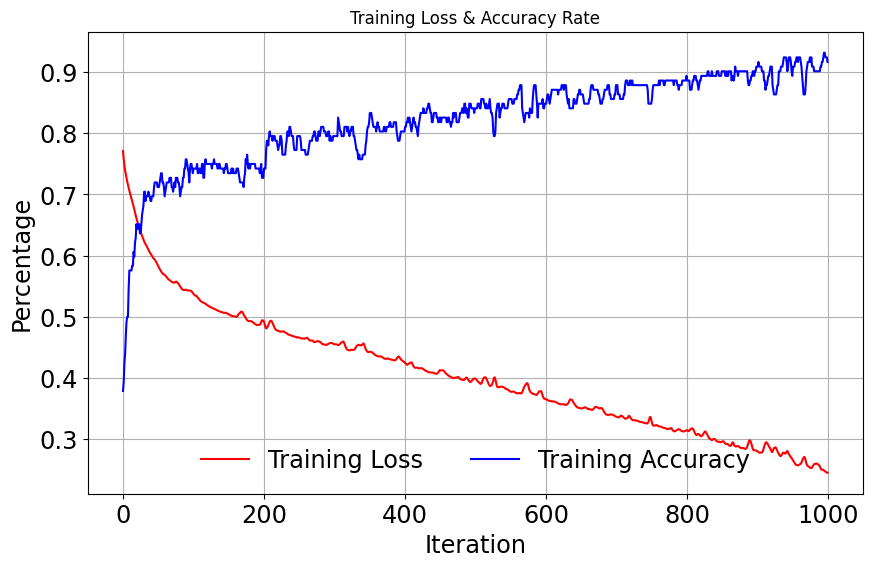 Training Loss & Accuracy Rate
Percentage
0.9
0.8
0.7
0.6
0.5
0.4
0.3
Training Loss Training Accuracy
0 200 400 600 800 1000
Iteration